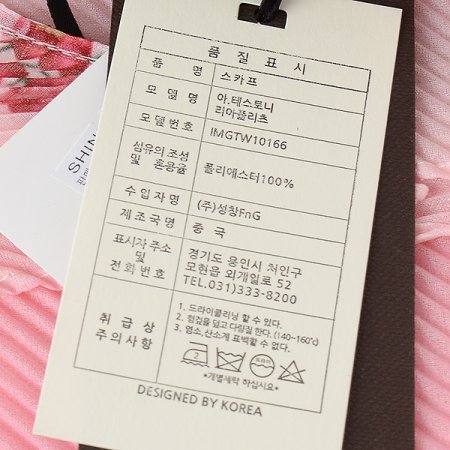 품 질 표 시
품 명 스카프
모 델 명 아.테스토니
리아플리츠
모 델 번 호 IMGTW10166
섬유의 조성
및 혼용율 폴리에스터100%
수 입 자 명 (주)성창FnG
제 조 국 명 중 국
표시자 주소
및
전 화 번 호
경기도 용인시 처인구
모현읍 외개일로 52
TEL.031)333-8200
취 급 상
주 의 사 항
1. 드라이클리닝 할 수 있다.
2. 헝겊을 덮고 다림질 한다. (140~160℃)
3. 염소,산소계 표백할 수 없다.
*개별세탁 하십시요*
DESIGNED BY KOREA
SHIN